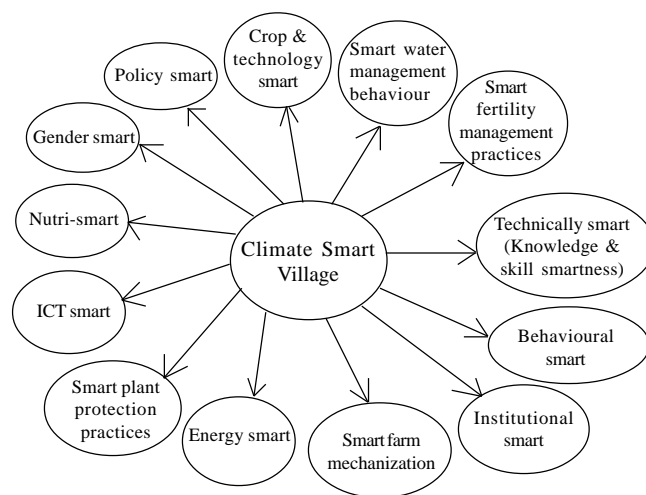 Crop &
technology
smart
Smart water
management
behaviour
Policy smart
Smart
fertility
management
practices
Gender smart
Nutri-smart
Technically smart
(Knowledge &
skill smartness)
Climate Smart
Village
ICT smart
Behavioural
smart
Smart plant
protection
practices
Energy smart
Smart farm
mechanization
Institutional
smart